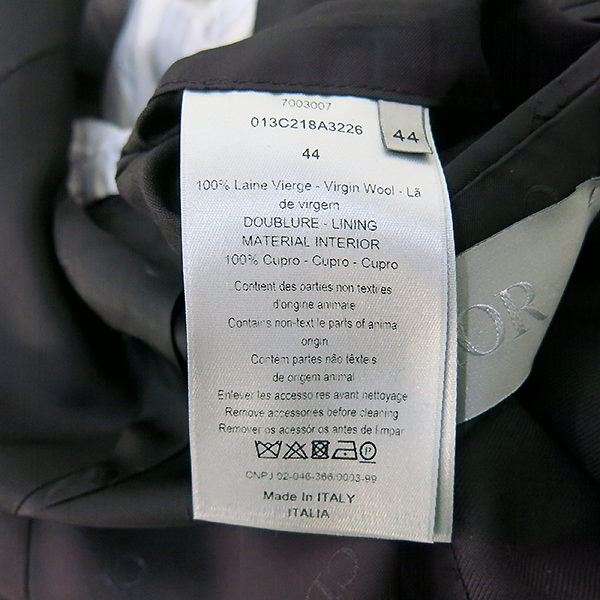 7003007
013C218A3226
44
44
100% Laine Vierge - Virgin Wool - Lã
de virgem
DOUBLURE - LINING
MATERIAL INTERIOR
100% Cupro - Cupro - Cupro
Contient des parties non textiles
d'origine animale
Contains non-textile parts of anima
origin
Contem partes não têxteis
de origem animal
Enlever les accessoires avant nettoyage
Remove accessories before cleaning
Remover os acessórios antes de limpar
P
CNPJ 02-046-366/0003-99
Made In ITALY
ITALIA
OR